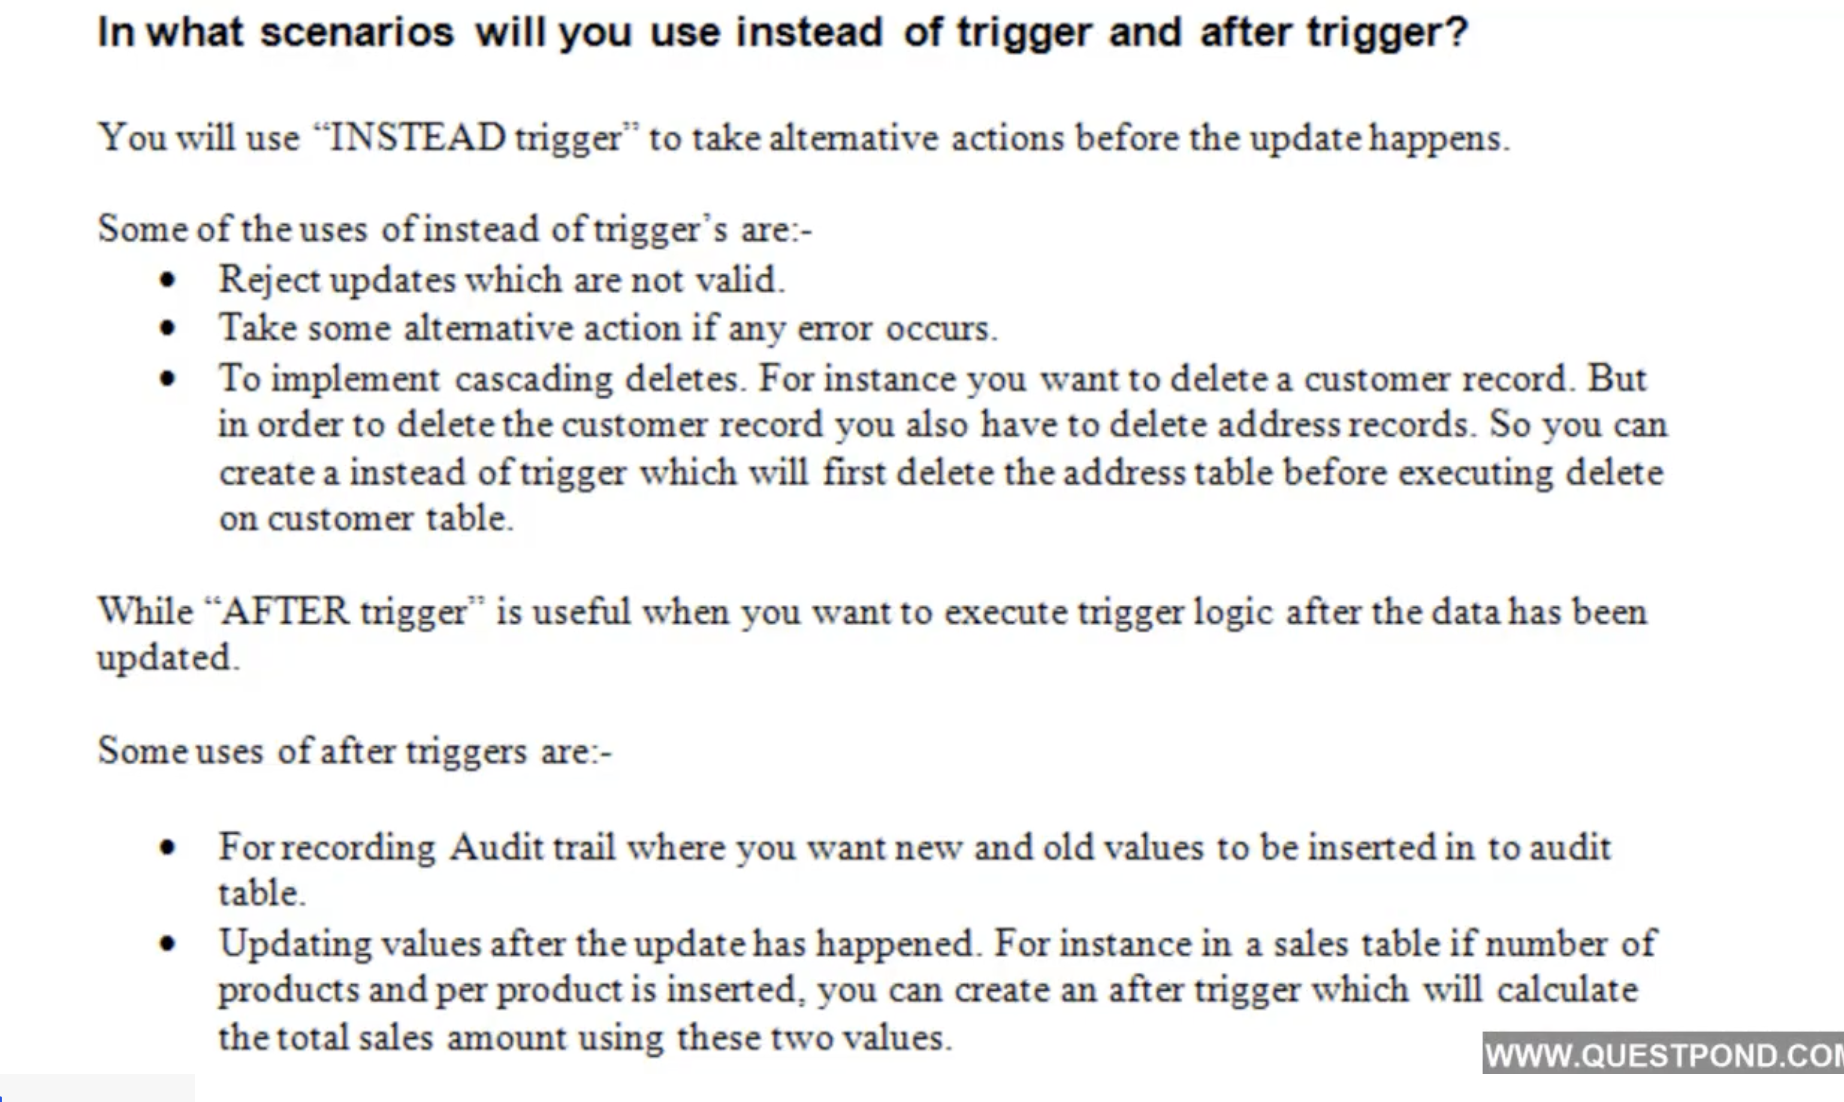 In what scenarios will you use instead of trigger and after trigger?
You will use “INSTEAD trigger” to take alternative actions before the update happens.
Some of the uses of instead of trigger’s are:-
• Reject updates which are not valid.
• Take some alternative action if any error occurs.
• To implement cascading deletes. For instance you want to delete a customer record. But
in order to delete the customer record you also have to delete address records. So you can
create a instead of trigger which will first delete the address table before executing delete
on customer table.
While “AFTER trigger” is useful when you want to execute trigger logic after the data has been
updated.
Some uses of after triggers are:-
• For recording Audit trail where you want new and old values to be inserted in to audit
table.
• Updating values after the update has happened. For instance in a sales table if number of
products and per product is inserted, you can create an after trigger which will calculate
the total sales amount using these two values.
WWW.QUESTPOND.COM